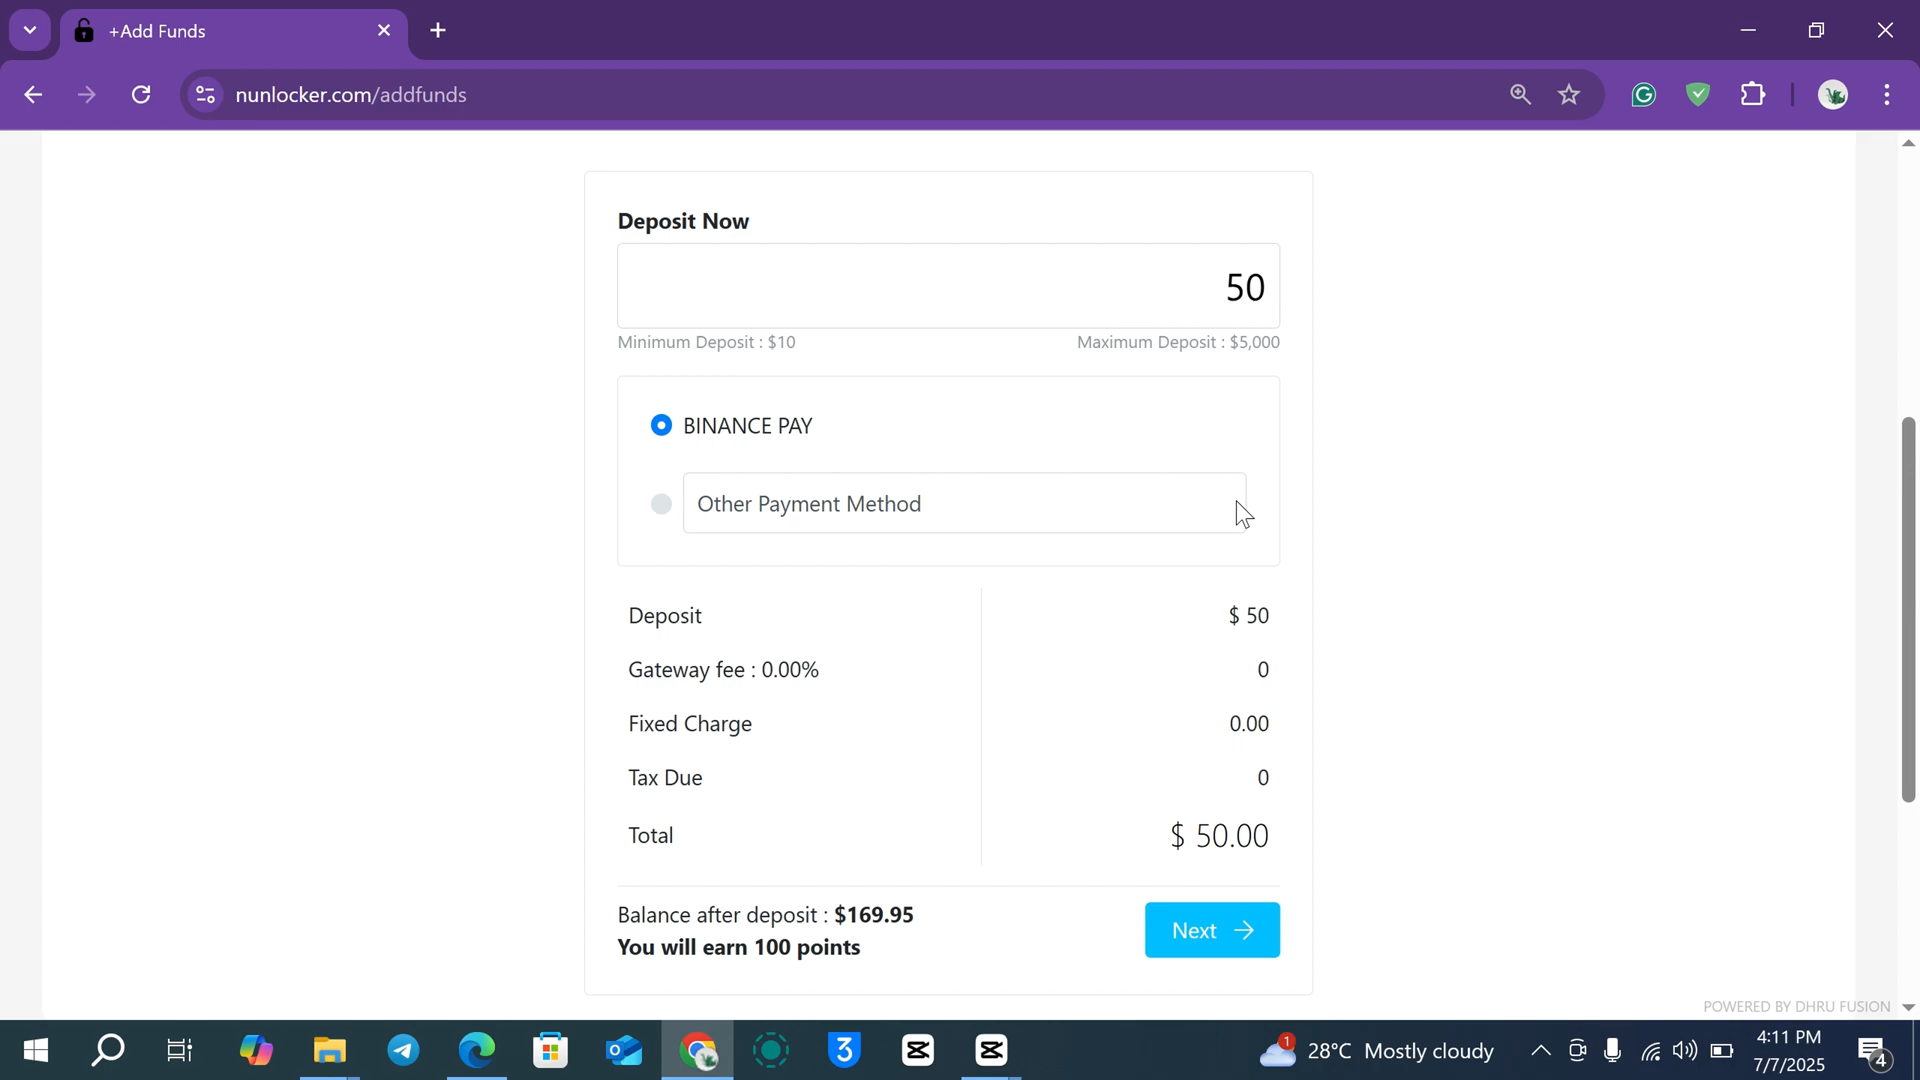 +Add Funds
nunlocker.com/addfunds
Deposit Now
50
Minimum Deposit : $10 Maximum Deposit : $5,000
BINANCE PAY
Other Payment Method
Deposit $ 50
Gateway fee : 0.00% 0
Fixed Charge 0.00
Tax Due 0
Total $ 50.00
Balance after deposit : $169.95
You will earn 100 points
Next
POWERED BY DHRU FUSION
1
3
28°C Mostly cloudy
4:11 PM
7/7/2025
4